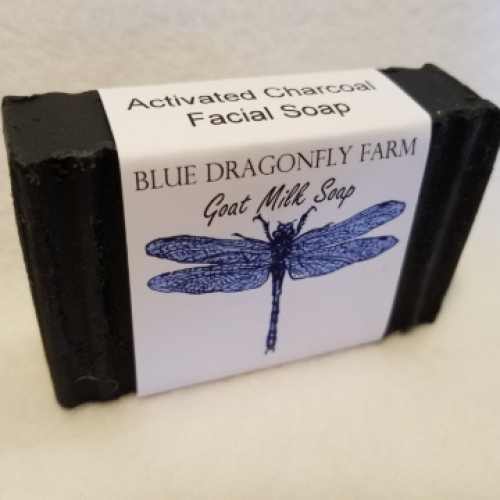 Activated Charcoal
Facial Soap
BLUE DRAGONFLY FARM
Goat Milk Soap